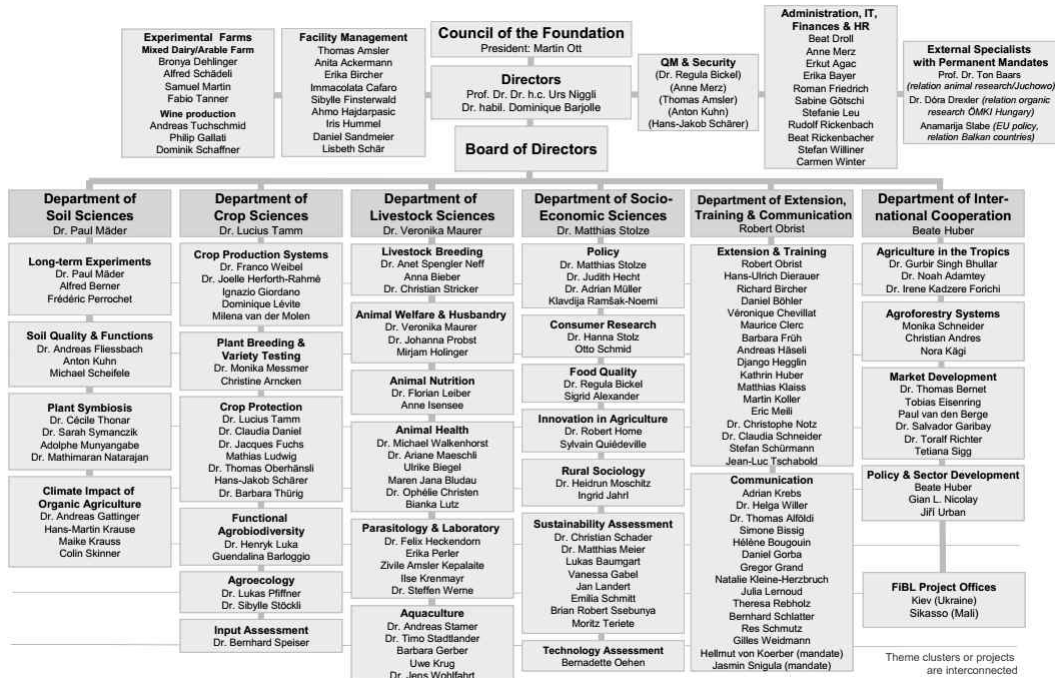 Experimental Farms
Mixed Dairy/Arable Farm
Bronya Dehlinger
Alfred Schädeli
Samuel Martin
Fabio Tanner
Wine production
Andreas Tuchschmid
Philip Gallati
Dominik Schaffner
Facility Management
Thomas Amsler
Anita Ackermann
Erika Bircher
Immacolata Cafaro
Sibylle Finsterwald
Ahmo Hajdarpasic
Iris Hummel
Daniel Sandmeier
Lisbeth Schär
Council of the Foundation
President: Martin Ott
Directors
Prof. Dr. Dr. h.c. Urs Niggli
Dr. habil. Dominique Barjolle
Board of Directors
QM & Security
(Dr. Regula Bickel)
(Anne Merz)
(Thomas Amsler)
(Anton Kuhn)
(Hans-Jakob Schärer)
Administration, IT,
Finances & HR
Beat Droll
Anne Merz
Erkut Agac
Erika Bayer
Roman Friedrich
Sabine Götschi
Stefanie Leu
Rudolf Rickenbach
Beat Rickenbacher
Stefan Williner
Carmen Winter
External Specialists
with Permanent Mandates
Prof. Dr. Ton Baars
(relation animal research/Juchowo)
Dr. Dóra Drexler (relation organic
research ÖMKI Hungary)
Anamarija Slabe (EU policy,
relation Balkan countries)
Department of
Soil Sciences
Dr. Paul Mäder
Long-term Experiments
Dr. Paul Mäder
Alfred Berner
Frédéric Perrochet
Soil Quality & Functions
Dr. Andreas Fliessbach
Anton Kuhn
Michael Scheifele
Plant Symbiosis
Dr. Cécile Thonar
Dr. Sarah Symanczik
Adolphe Munyangabe
Dr. Mathimaran Natarajan
Climate Impact of
Organic Agriculture
Dr. Andreas Gattinger
Hans-Martin Krause
Maike Krauss
Colin Skinner
Department of
Crop Sciences
Dr. Lucius Tamm
Crop Production Systems
Dr. Franco Weibel
Dr. Joelle Herforth-Rahmé
Ignazio Giordano
Dominique Lévite
Milena van der Molen
Plant Breeding &
Variety Testing
Dr. Monika Messmer
Christine Arncken
Crop Protection
Dr. Lucius Tamm
Dr. Claudia Daniel
Dr. Jacques Fuchs
Mathias Ludwig
Dr. Thomas Oberhänsli
Hans-Jakob Schärer
Dr. Barbara Thürig
Functional
Agrobiodiversity
Dr. Henryk Luka
Guendalina Barloggio
Agroecology
Dr. Lukas Pfiffner
Dr. Sibylle Stöckli
Input Assessment
Dr. Bernhard Speiser
Department of
Livestock Sciences
Dr. Veronika Maurer
Livestock Breeding
Dr. Anet Spengler Neff
Anna Bieber
Dr. Christian Stricker
Animal Welfare & Husbandry
Dr. Veronika Maurer
Dr. Johanna Probst
Mirjam Holinger
Animal Nutrition
Dr. Florian Leiber
Anne Isensee
Animal Health
Dr. Michael Walkenhorst
Dr. Ariane Maeschli
Ulrike Biegel
Maren Jana Bludau
Dr. Ophélie Christen
Bianka Lutz
Parasitology & Laboratory
Dr. Felix Heckendorn
Erika Perler
Zivile Amsler Kepalaite
Ilse Krenmayr
Dr. Steffen Werne
Aquaculture
Dr. Andreas Stamer
Dr. Timo Stadtlander
Barbara Gerber
Uwe Krug
Dr. Jens Wohlfahrt
Department of Socio-
Economic Sciences
Dr. Matthias Stolze
Policy
Dr. Matthias Stolze
Dr. Judith Hecht
Dr. Adrian Müller
Klavdija Ramšak-Noemi
Consumer Research
Dr. Hanna Stolz
Otto Schmid
Food Quality
Dr. Regula Bickel
Sigrid Alexander
Innovation in Agriculture
Dr. Robert Home
Sylvain Quiédeville
Rural Sociology
Dr. Heidrun Moschitz
Ingrid Jahrl
Sustainability Assessment
Dr. Christian Schader
Dr. Matthias Meier
Lukas Baumgart
Vanessa Gabel
Jan Landert
Emilia Schmitt
Brian Robert Ssebunya
Moritz Teriete
Technology Assessment
Bernadette Oehen
Department of Extension,
Training & Communication
Robert Obrist
Extension & Training
Robert Obrist
Hans-Ulrich Dierauer
Richard Bircher
Daniel Böhler
Véronique Chevillat
Maurice Clerc
Barbara Früh
Andreas Häseli
Django Hegglin
Kathrin Huber
Matthias Klaiss
Martin Koller
Eric Meili
Dr. Christophe Notz
Dr. Claudia Schneider
Stefan Schürmann
Jean-Luc Tschabold
Communication
Adrian Krebs
Dr. Helga Willer
Dr. Thomas Alföldi
Simone Bissig
Hélène Bougouin
Daniel Gorba
Gregor Grand
Natalie Kleine-Herzbruch
Julia Lernoud
Theresa Rebholz
Bernhard Schlatter
Res Schmutz
Gilles Weidmann
Hellmut von Koerber (mandate)
Jasmin Snigula (mandate)
Department of Inter-
national Cooperation
Beate Huber
Agriculture in the Tropics
Dr. Gurbir Singh Bhullar
Dr. Noah Adamtey
Dr. Irene Kadzere Forichi
Agroforestry Systems
Monika Schneider
Christian Andres
Nora Kägi
Market Development
Dr. Thomas Bernet
Tobias Eisenring
Paul van den Berge
Dr. Salvador Garibay
Dr. Toralf Richter
Tetiana Sigg
Policy & Sector Development
Beate Huber
Gian L. Nicolay
Jiří Urban
FiBL Project Offices
Kiev (Ukraine)
Sikasso (Mali)
Theme clusters or projects
are interconnected